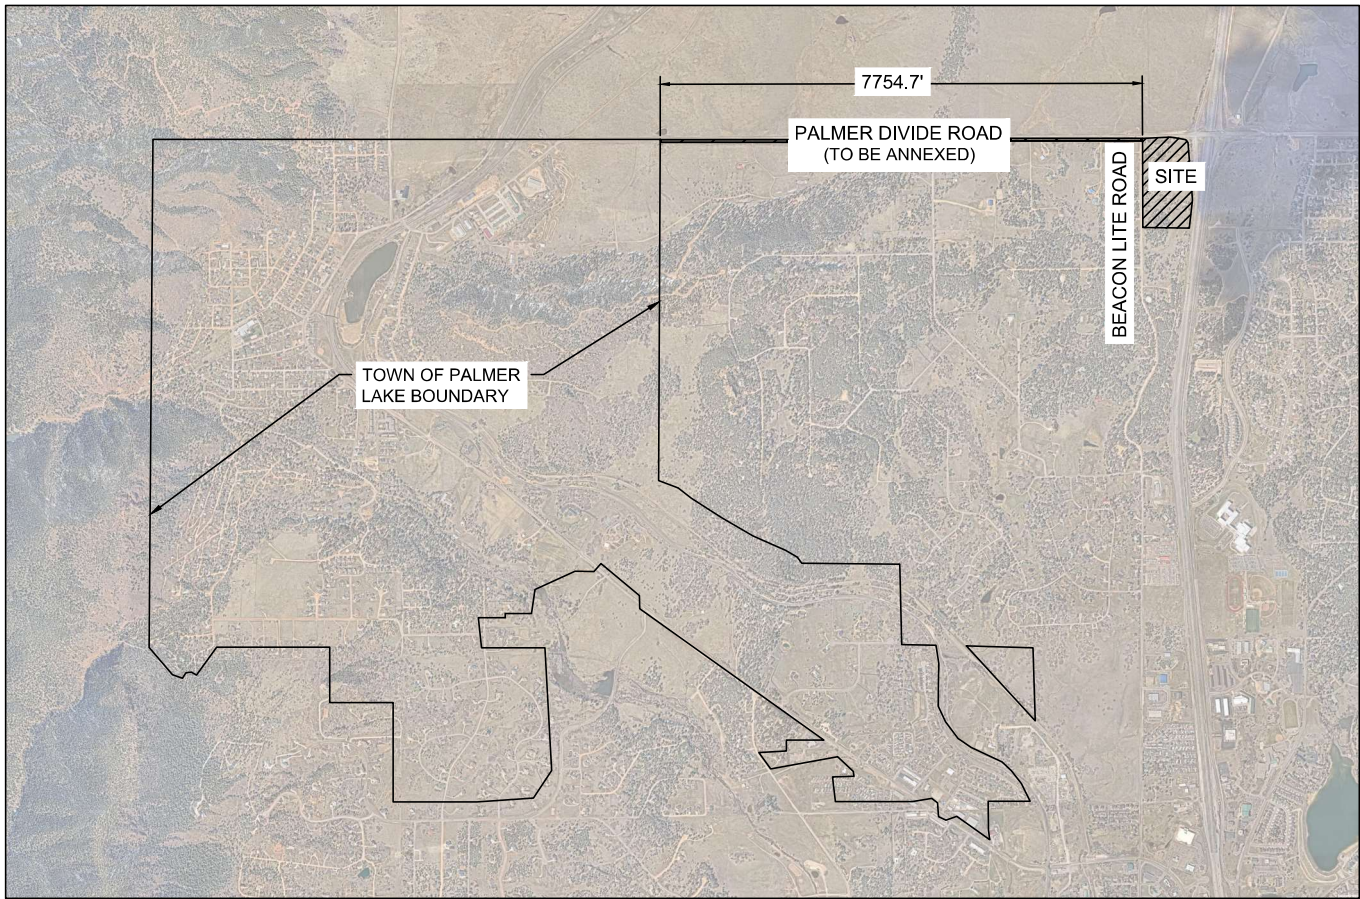 7754.7'
PALMER DIVIDE ROAD
(TO BE ANNEXED)
BEACON LITE ROAD
SITE
TOWN OF PALMER
LAKE BOUNDARY